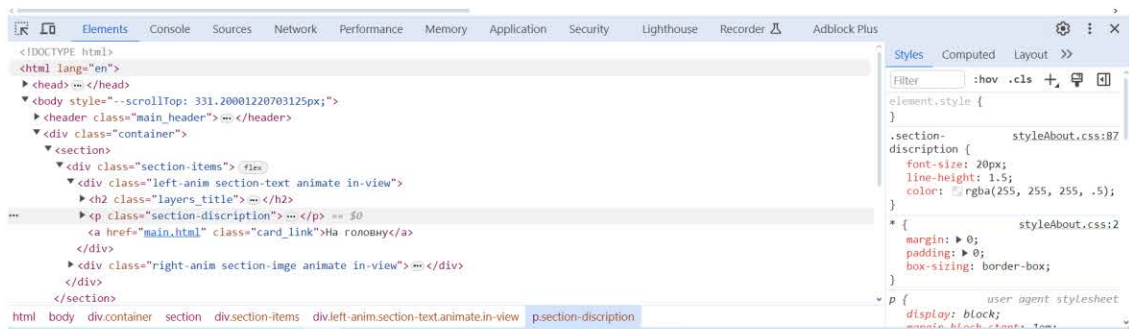 Elements Console Sources Network Performance Memory Application Security Lighthouse Recorder Adblock Plus
<!DOCTYPE html>
<html lang="en">
<head> ... </head>
<body style="--scrollTop: 331.20001220703125px;">
<header class="main_header"> ... </header>
<div class="container">
<section>
<div class="section-items"> flex
<div class="left-anim section-text animate in-view">
<h2 class="layers_title"> ... </h2>
... <p class="section-discription"> ... </p> == $0
<a href="main.html" class="card_link">На головну</a>
</div>
<div class="right-anim section-imge animate in-view"> ... </div>
</div>
</section>
html body div.container section div.section-items div.left-anim.section-text.animate.in-view p.section-discription
Styles Computed Layout
Filter :hov .cls
element.style {
}
.section- styleAbout.css:87
discription {
font-size: 20px;
line-height: 1.5;
color: rgba(255, 255, 255, .5);
}
* { styleAbout.css:2
margin: 0;
padding: 0;
box-sizing: border-box;
}
p { user agent stylesheet
display: block;
margin-block-start: 1em;